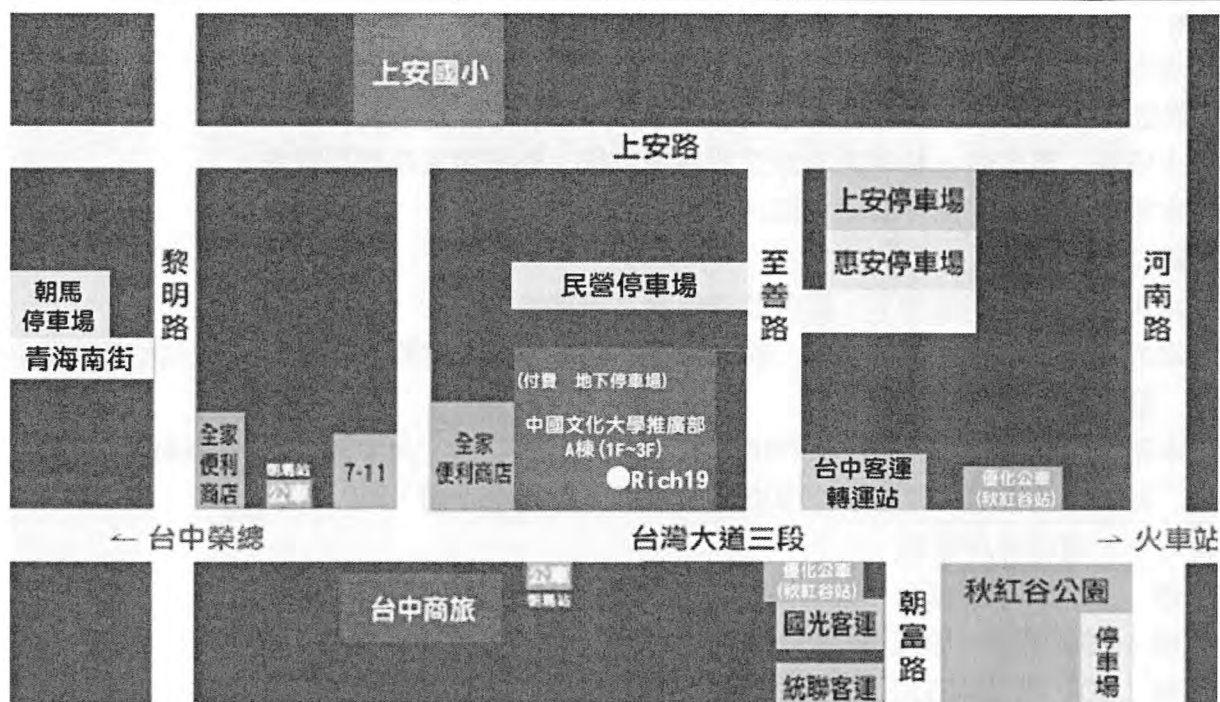 上安國小
上安路
上安停車場
惠安停車場
民營停車場
黎明路
至善路
河南路
朝馬
停車場
青海南街
(付費 地下停車場)
中國文化大學推廣部
A棟(1F~3F)
Rich19
全家
便利
商店
朝馬站
公車
7-11
全家
便利商店
台中客運
轉運站
優化公車
(秋紅谷站)
← 台中榮總
台灣大道三段
→ 火車站
公車
朝馬站
台中商旅
優化公車
(秋紅谷站)
國光客運
統聯客運
朝富路
秋紅谷公園
停車場